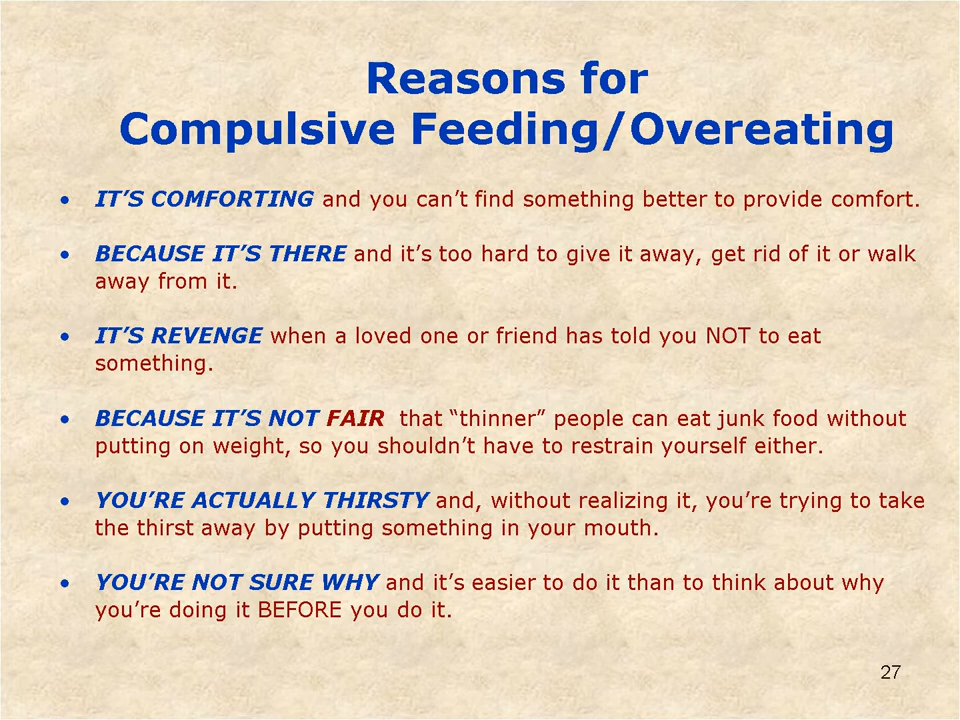 Reasons for
Compulsive Feeding/Overeating
• IT’S COMFORTING and you can’t find something better to provide comfort.
• BECAUSE IT’S THERE and it’s too hard to give it away, get rid of it or walk
away from it.
• IT’S REVENGE when a loved one or friend has told you NOT to eat
something.
• BECAUSE IT’S NOT FAIR that “thinner” people can eat junk food without
putting on weight, so you shouldn’t have to restrain yourself either.
• YOU’RE ACTUALLY THIRSTY and, without realizing it, you’re trying to take
the thirst away by putting something in your mouth.
• YOU’RE NOT SURE WHY and it’s easier to do it than to think about why
you’re doing it BEFORE you do it.
27